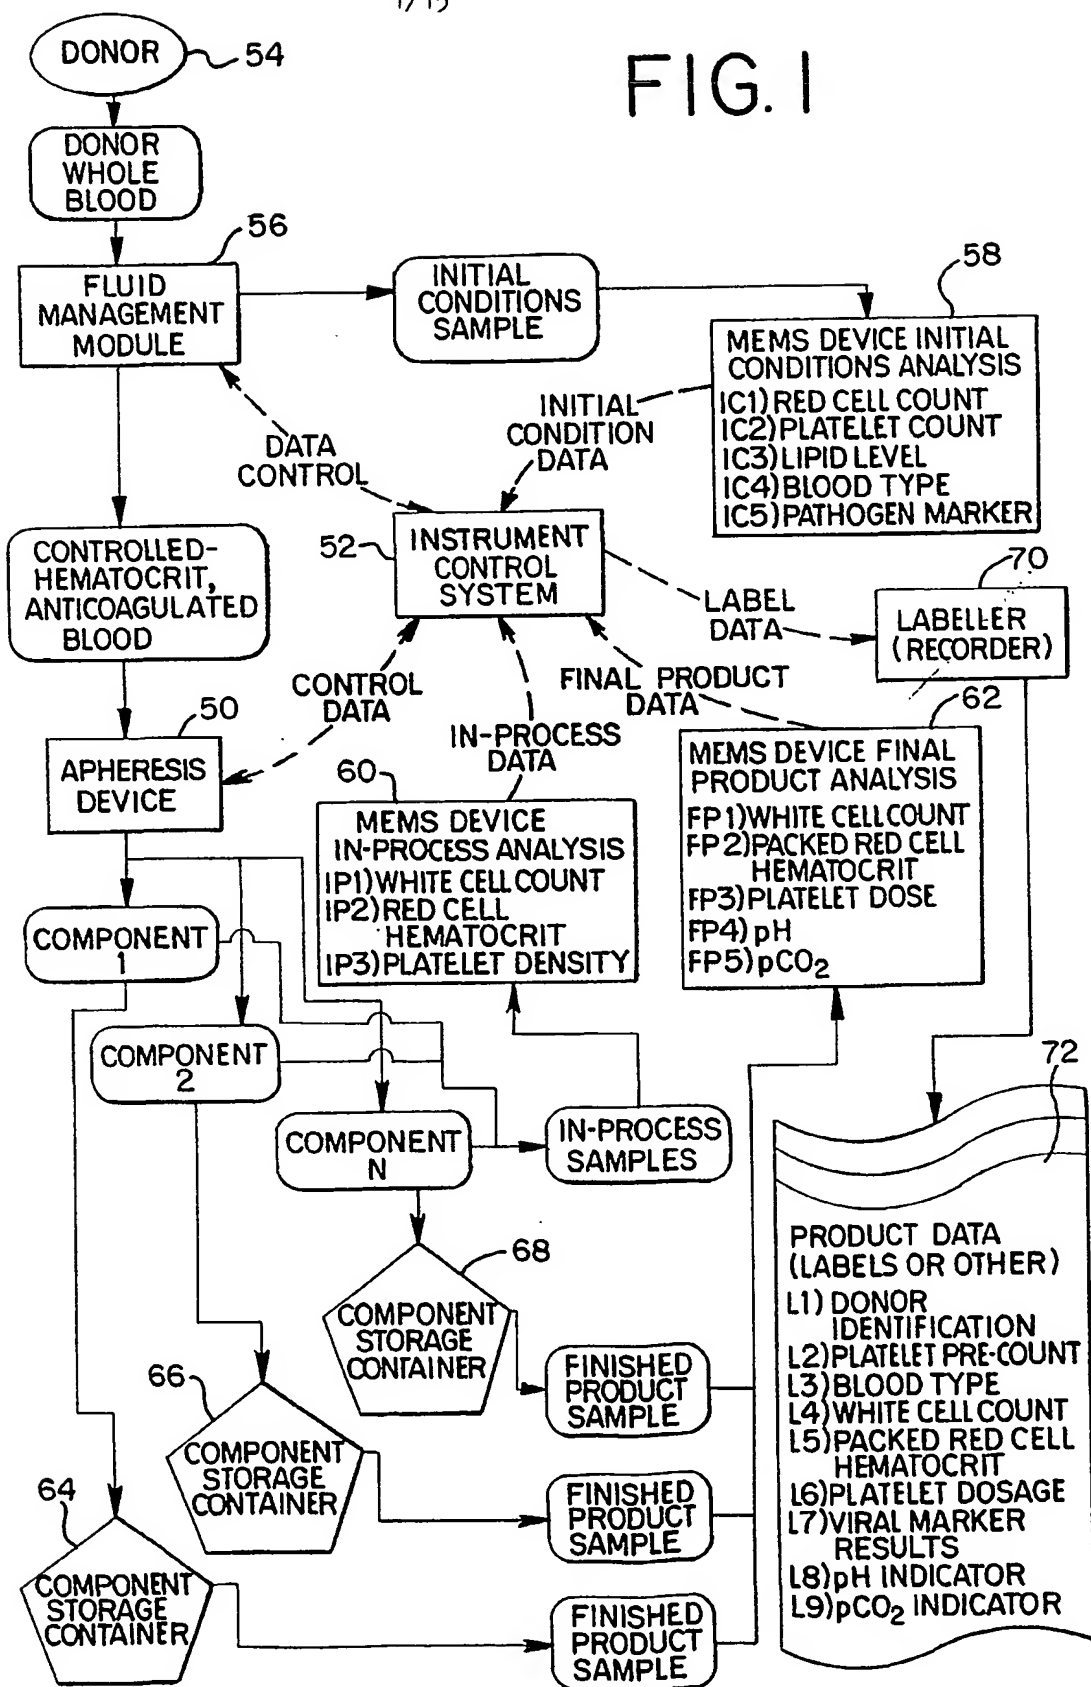 1/15
FIG. 1
DONOR
54
DONOR
WHOLE
BLOOD
56
FLUID
MANAGEMENT
MODULE
INITIAL
CONDITIONS
SAMPLE
58
MEMS DEVICE INITIAL
CONDITIONS ANALYSIS
IC1) RED CELL COUNT
IC2) PLATELET COUNT
IC3) LIPID LEVEL
IC4) BLOOD TYPE
IC5) PATHOGEN MARKER
INITIAL
CONDITION
DATA
DATA
CONTROL
52
INSTRUMENT
CONTROL
SYSTEM
CONTROLLED-
HEMATOCRIT,
ANTICOAGULATED
BLOOD
LABEL
DATA
70
LABELLER
(RECORDER)
CONTROL
DATA
FINAL PRODUCT
DATA
IN-PROCESS
DATA
50
APHERESIS
DEVICE
60
MEMS DEVICE
IN-PROCESS ANALYSIS
IP1) WHITE CELL COUNT
IP2) RED CELL
HEMATOCRIT
IP3) PLATELET DENSITY
62
MEMS DEVICE FINAL
PRODUCT ANALYSIS
FP1) WHITE CELL COUNT
FP2) PACKED RED CELL
HEMATOCRIT
FP3) PLATELET DOSE
FP4) pH
FP5) pCO₂
COMPONENT
1
COMPONENT
2
COMPONENT
N
IN-PROCESS
SAMPLES
72
PRODUCT DATA
(LABELS OR OTHER)
L1) DONOR
IDENTIFICATION
L2) PLATELET PRE-COUNT
L3) BLOOD TYPE
L4) WHITE CELL COUNT
L5) PACKED RED CELL
HEMATOCRIT
L6) PLATELET DOSAGE
L7) VIRAL MARKER
RESULTS
L8) pH INDICATOR
L9) pCO₂ INDICATOR
68
COMPONENT
STORAGE
CONTAINER
FINISHED
PRODUCT
SAMPLE
66
COMPONENT
STORAGE
CONTAINER
FINISHED
PRODUCT
SAMPLE
64
COMPONENT
STORAGE
CONTAINER
FINISHED
PRODUCT
SAMPLE